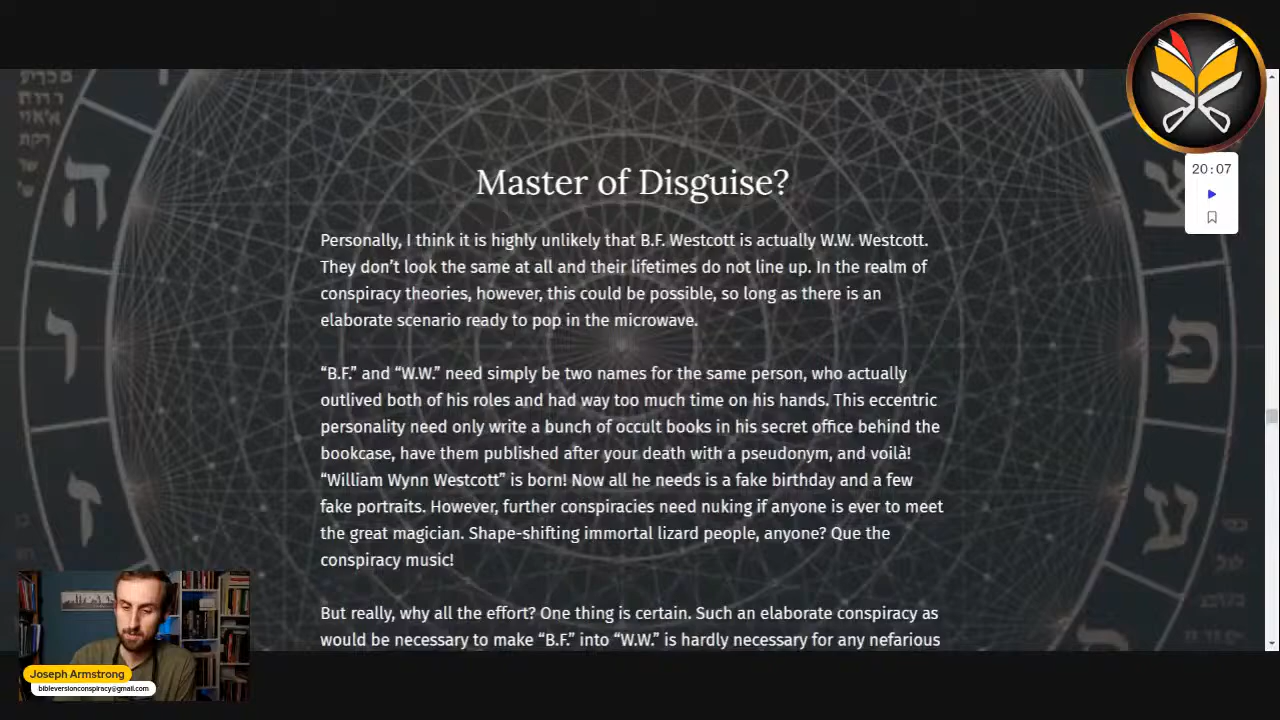 Master of Disguise?
20:07
Personally, I think it is highly unlikely that B.F. Westcott is actually W.W. Westcott.
They don’t look the same at all and their lifetimes do not line up. In the realm of
conspiracy theories, however, this could be possible, so long as there is an
elaborate scenario ready to pop in the microwave.
“B.F.” and “W.W.” need simply be two names for the same person, who actually
outlived both of his roles and had way too much time on his hands. This eccentric
personality need only write a bunch of occult books in his secret office behind the
bookcase, have them published after your death with a pseudonym, and voilà!
“William Wynn Westcott” is born! Now all he needs is a fake birthday and a few
fake portraits. However, further conspiracies need nuking if anyone is ever to meet
the great magician. Shape-shifting immortal lizard people, anyone? Que the
conspiracy music!
But really, why all the effort? One thing is certain. Such an elaborate conspiracy as
would be necessary to make “B.F.” into “W.W.” is hardly necessary for any nefarious
Joseph Armstrong
bibleversionconspiracy@gmail.com
ה
ו
ז
צ
פ
ע